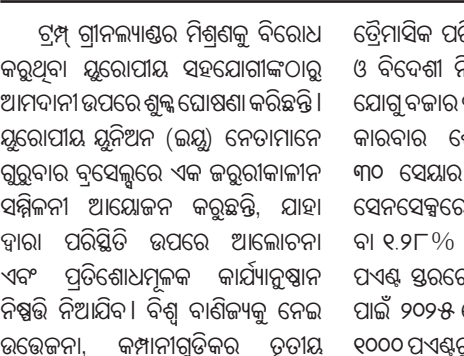 ଟ୍ରମ୍ପ୍ ଗ୍ରୀନଲ୍ୟାଣ୍ଡର ମିଶ୍ରଣକୁ ବିରୋଧ
କରୁଥିବା ୟୁରୋପୀୟ ସହଯୋଗୀଙ୍କଠାରୁ
ଆମଦାନୀ ଉପରେ ଶୁଳ୍କ ଘୋଷଣା କରିଛନ୍ତି ।
ୟୁରୋପୀୟ ୟୁନିଅନ (ଇୟୁ) ନେତାମାନେ
ଗୁରୁବାର ବ୍ରସେଲ୍ସରେ ଏକ ଜରୁରୀକାଳୀନ
ସମ୍ମିଳନୀ ଆୟୋଜନ କରୁଛନ୍ତି, ଯାହା
ଦ୍ୱାରା ପରିସ୍ଥିତି ଉପରେ ଆଲୋଚନା
ଏବଂ ପ୍ରତିଶୋଧମୂଳକ କାର୍ଯ୍ୟାନୁଷ୍ଠାନ
ନିଷ୍ପତ୍ତି ନିଆଯିବ । ବିଶ୍ୱ ବାଣିଜ୍ୟକୁ ନେଇ
ଉତ୍ତେଜନା, କମ୍ପାନୀଗୁଡିକର ତୃତୀୟ
ତ୍ରୈମାସିକ
ଓ ବିଦେଶୀ
ଯୋଗୁ ବଜାର
କାରବାର
୩୦ ସେୟାର
ସେନସେକ୍ସରେ
ବା ୧.୨୮%
ପଏଣ୍ଟ ସ୍ତରରେ
ପାଇଁ ୨୦୨୫
୧୦୦୦ ପଏଣ୍ଟରୁ